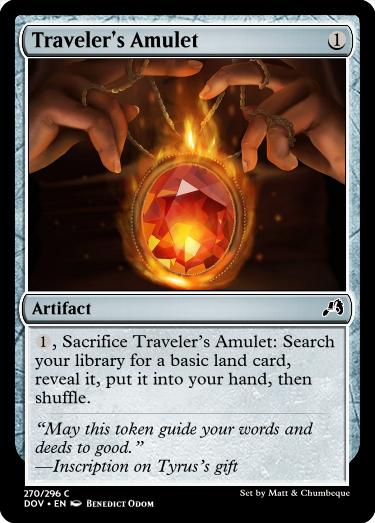 Traveler's Amulet 1
Artifact
1, Sacrifice Traveler's Amulet: Search
your library for a basic land card,
reveal it, put it into your hand, then
shuffle.
“May this token guide your words and
deeds to good.”
—Inscription on Tyrus's gift
270/296 C
DOV • EN Benedict Odom
Set by Matt & Chumbeque